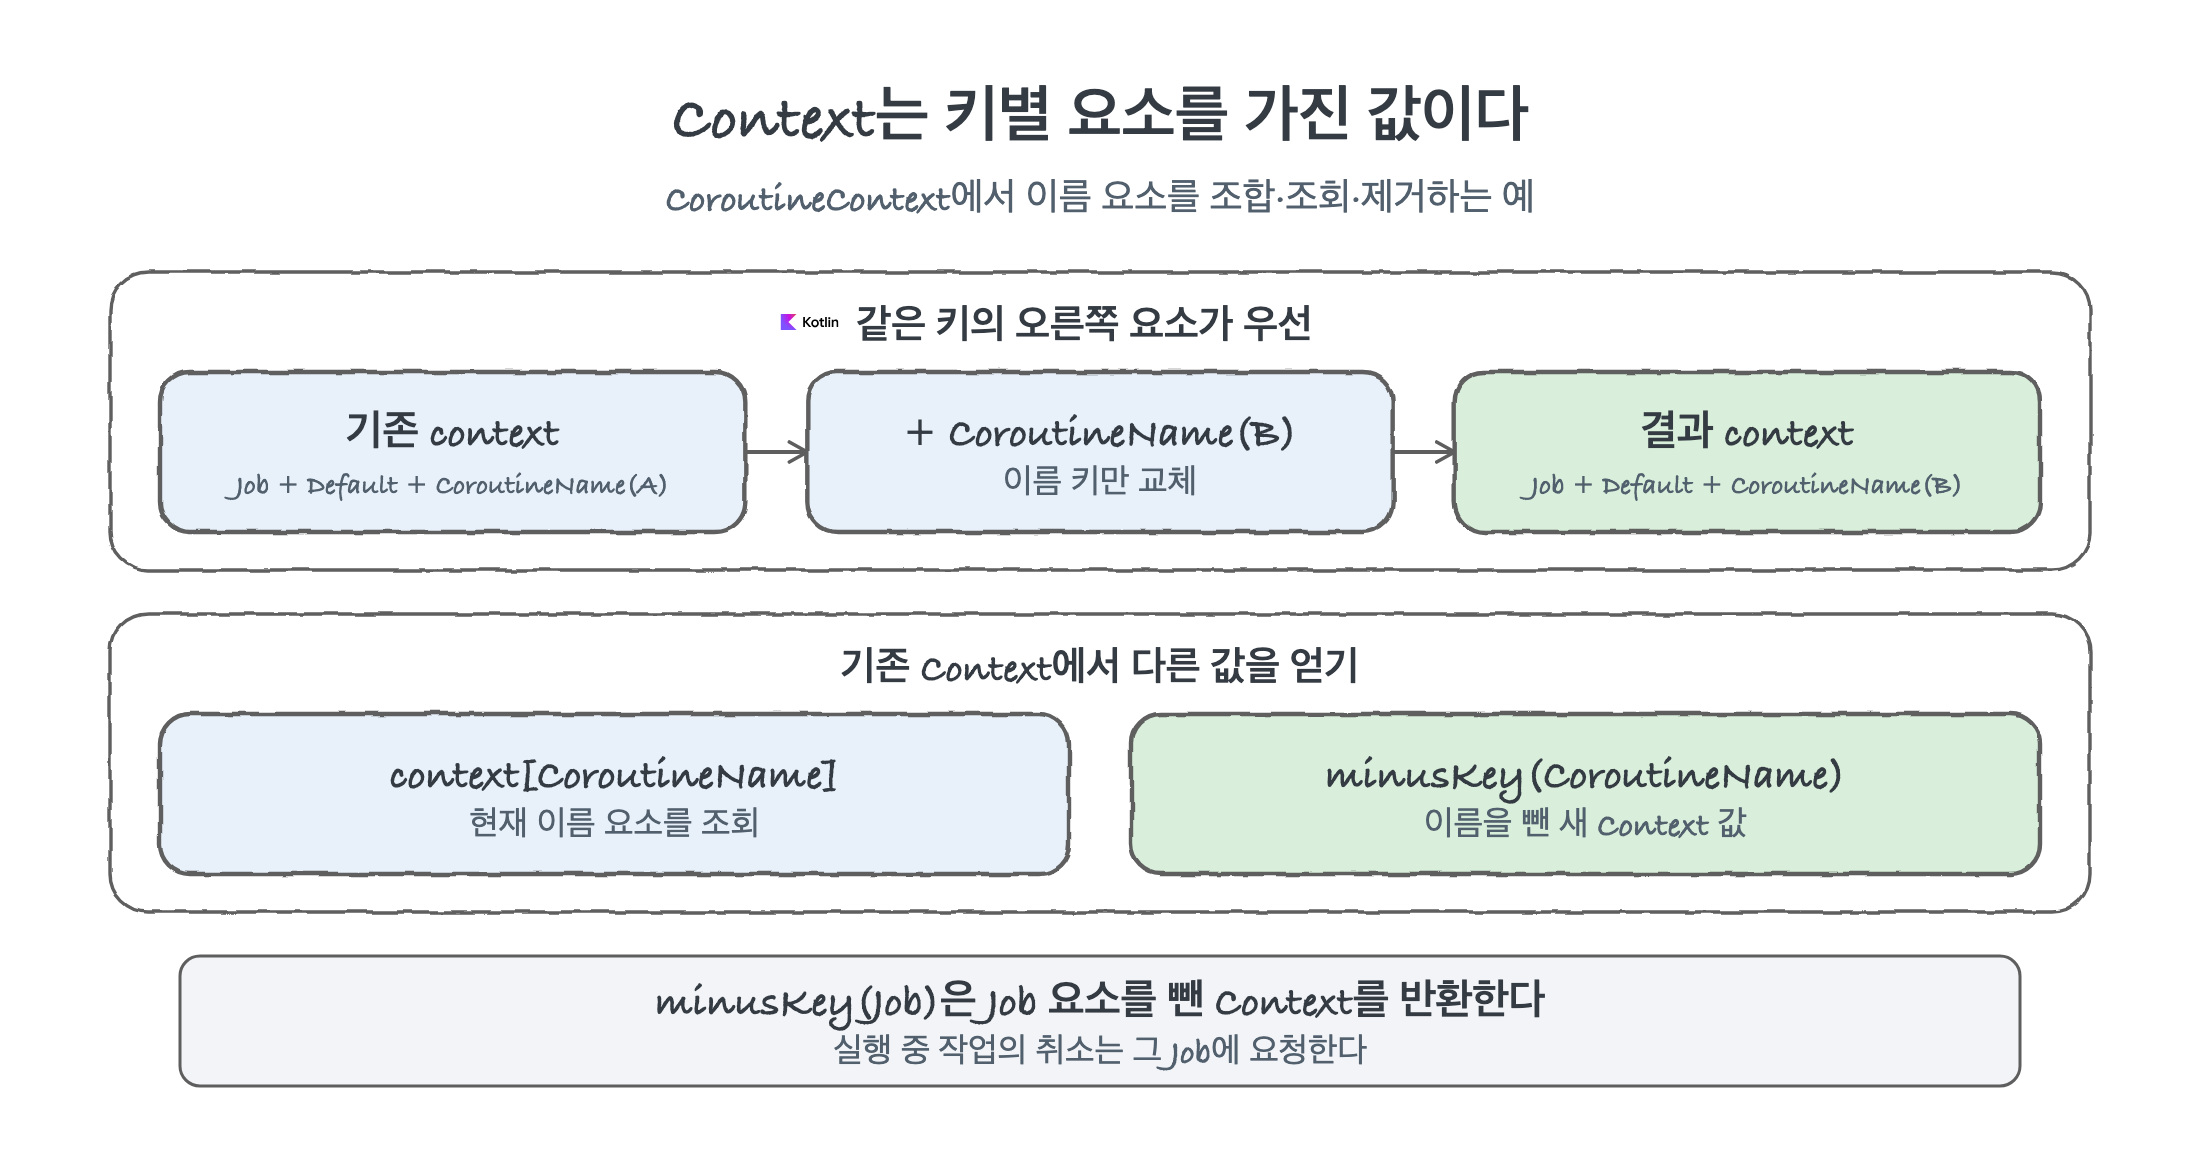 Context는 키별 요소를 가진 값이다
CoroutineContext에서 이름 요소를 조합·조회·제거하는 예
Kotlin 같은 키의 오른쪽 요소가 우선
기존 context
Job + Default + CoroutineName(A)
+ CoroutineName(B)
이름 키만 교체
결과 context
Job + Default + CoroutineName(B)
기존 Context에서 다른 값을 얻기
context[CoroutineName]
현재 이름 요소를 조회
minusKey(CoroutineName)
이름을 뺀 새 Context 값
minusKey(Job)은 Job 요소를 뺀 Context를 반환한다
실행 중 작업의 취소는 그 Job에 요청한다